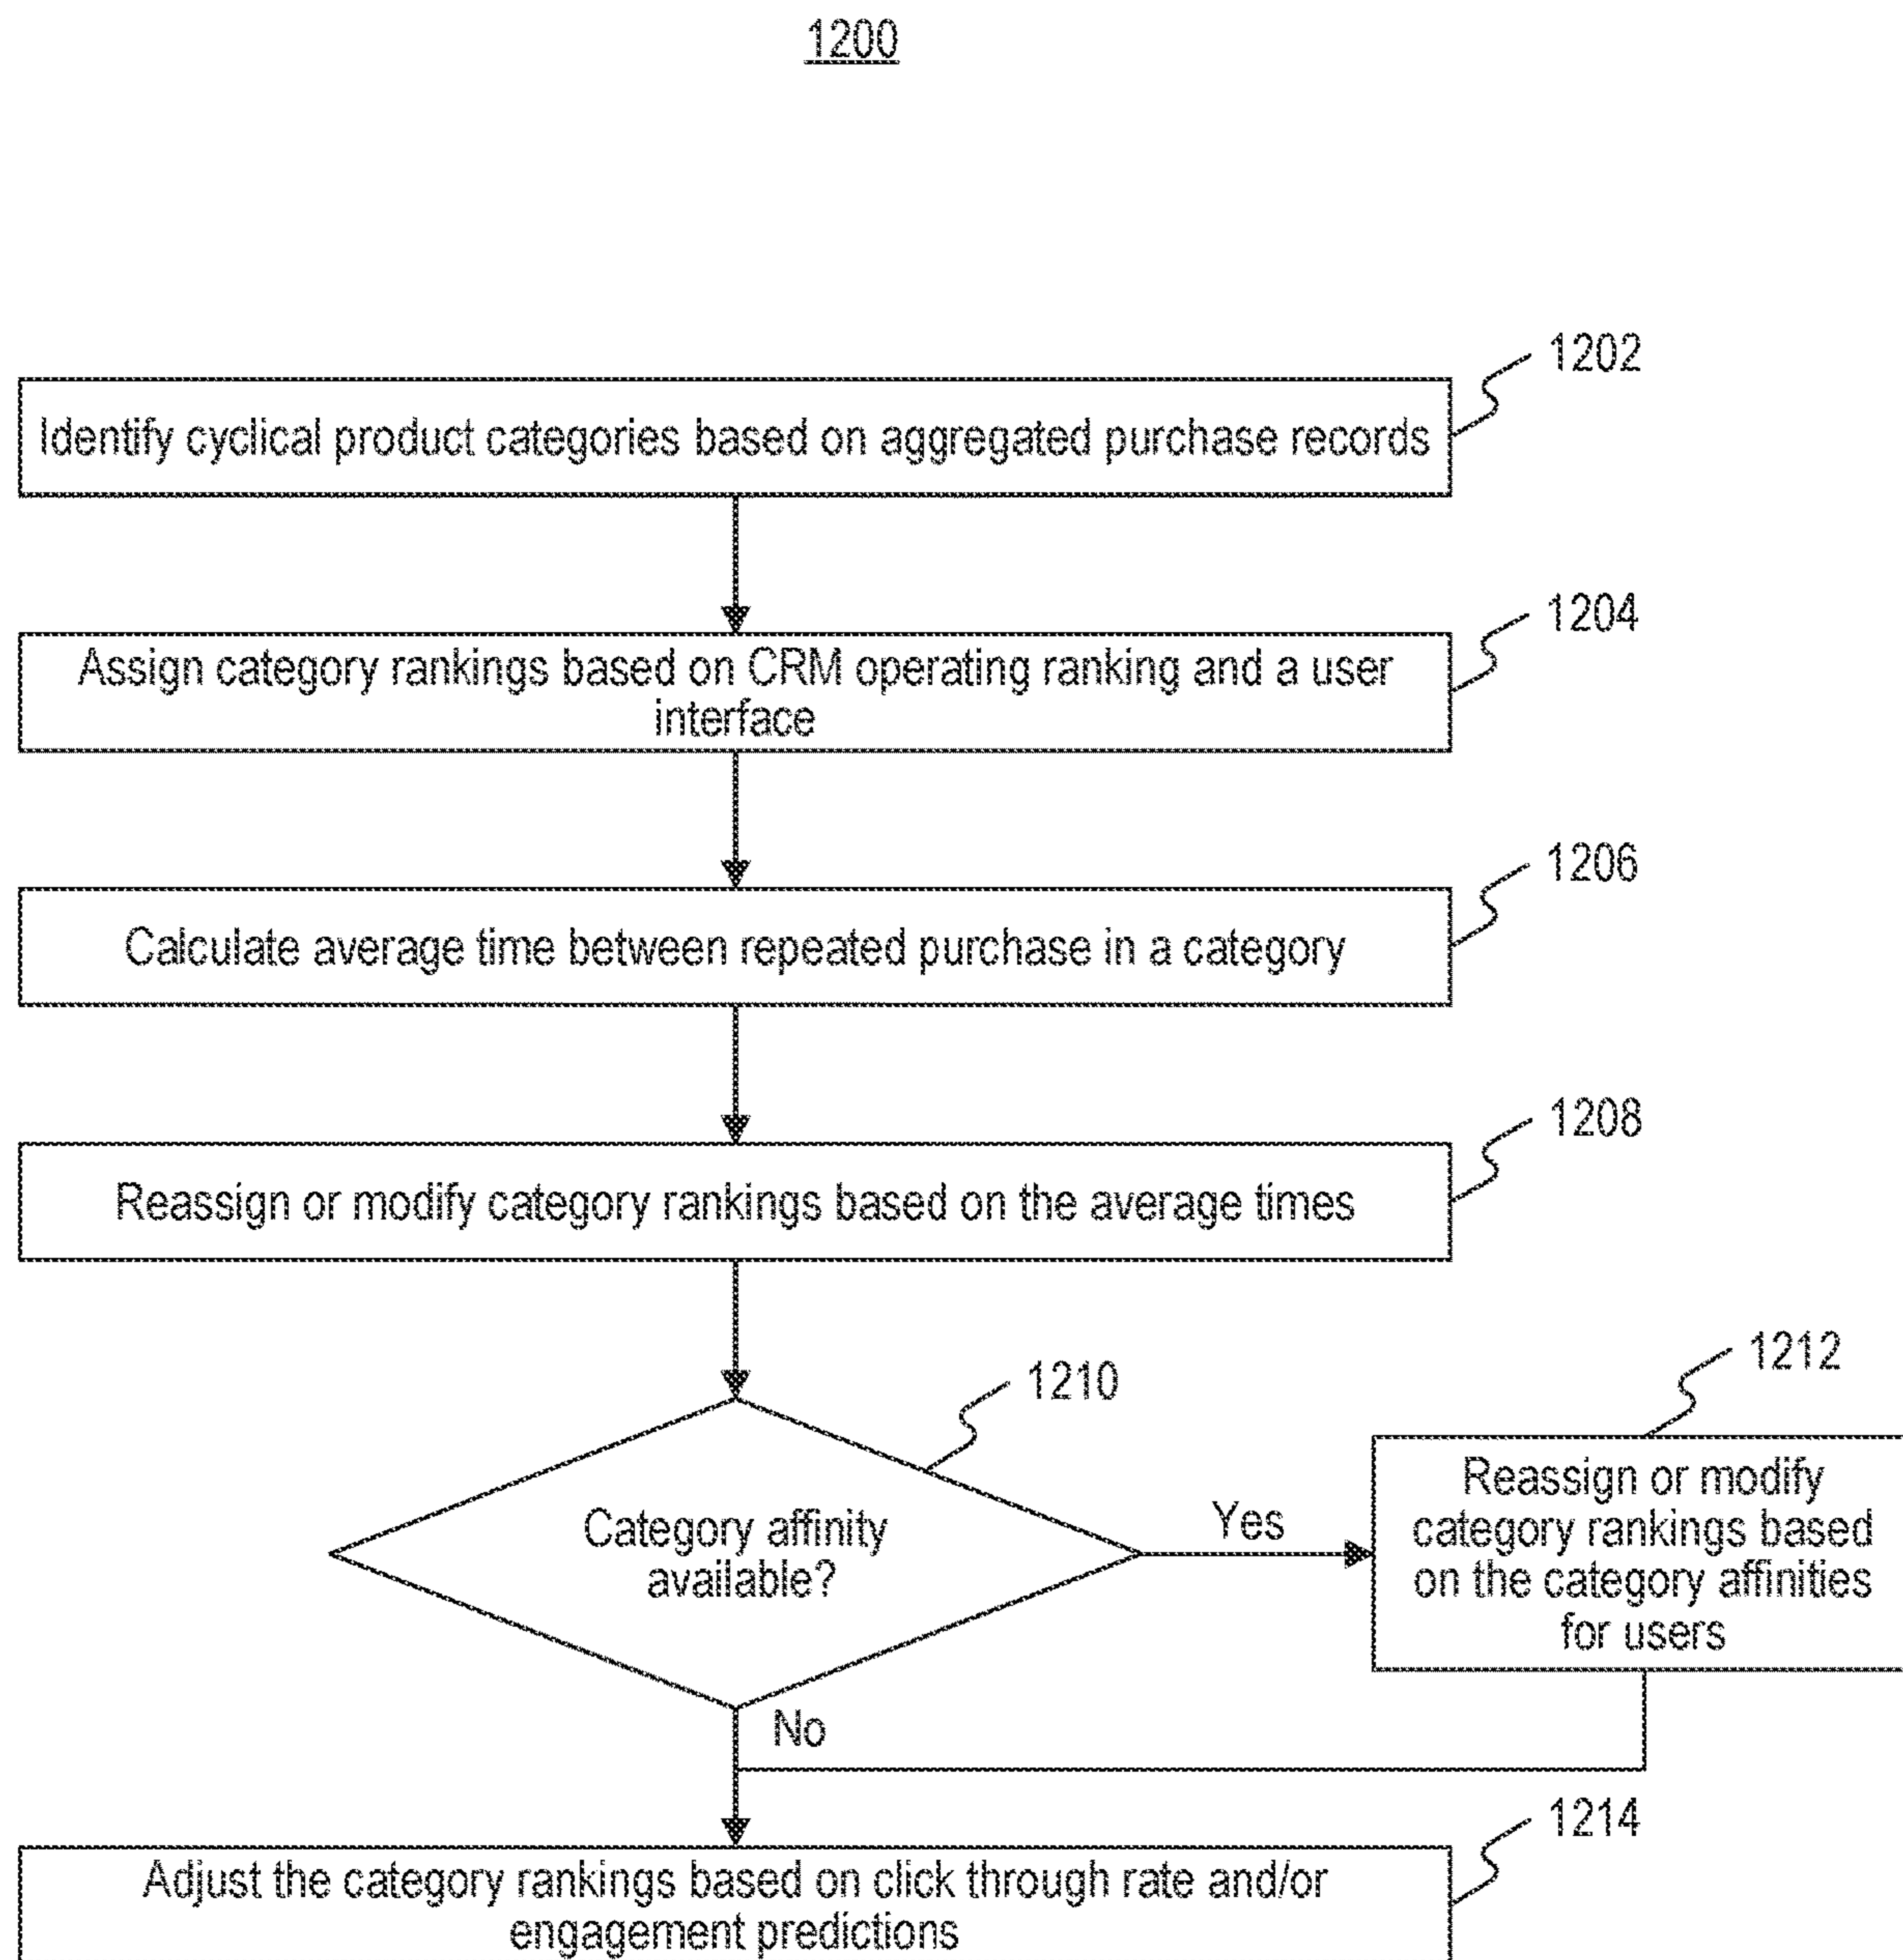 1200
1202
Identify cyclical product categories based on aggregated purchase records
1204
Assign category rankings based on CRM operating ranking and a user
interface
1206
Calculate average time between repeated purchase in a category
1208
Reassign or modify category rankings based on the average times
1210
Category affinity
available?
Yes
1212
Reassign or modify
category rankings based
on the category affinities
for users
No
1214
Adjust the category rankings based on click through rate and/or
engagement predictions